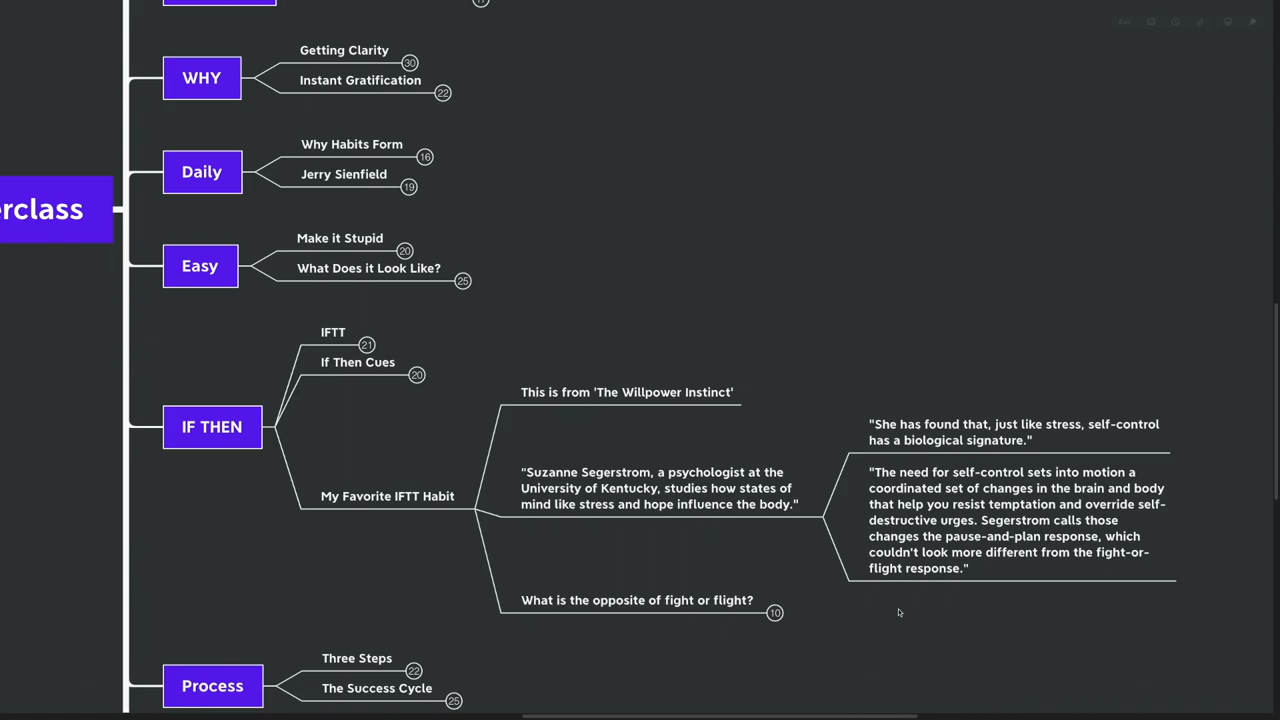 WHY
Getting Clarity
30
Instant Gratification
22
Daily
Why Habits Form
16
Jerry Sienfield
19
erclass
Easy
Make it Stupid
20
What Does it Look Like?
25
IF THEN
IFTT
21
If Then Cues
20
My Favorite IFTT Habit
This is from 'The Willpower Instinct'
"Suzanne Segerstrom, a psychologist at the
University of Kentucky, studies how states of
mind like stress and hope influence the body."
"She has found that, just like stress, self-control
has a biological signature."
"The need for self-control sets into motion a
coordinated set of changes in the brain and body
that help you resist temptation and override self-
destructive urges. Segerstrom calls those
changes the pause-and-plan response, which
couldn't look more different from the fight-or-
flight response."
What is the opposite of fight or flight?
10
Process
Three Steps
22
The Success Cycle
25